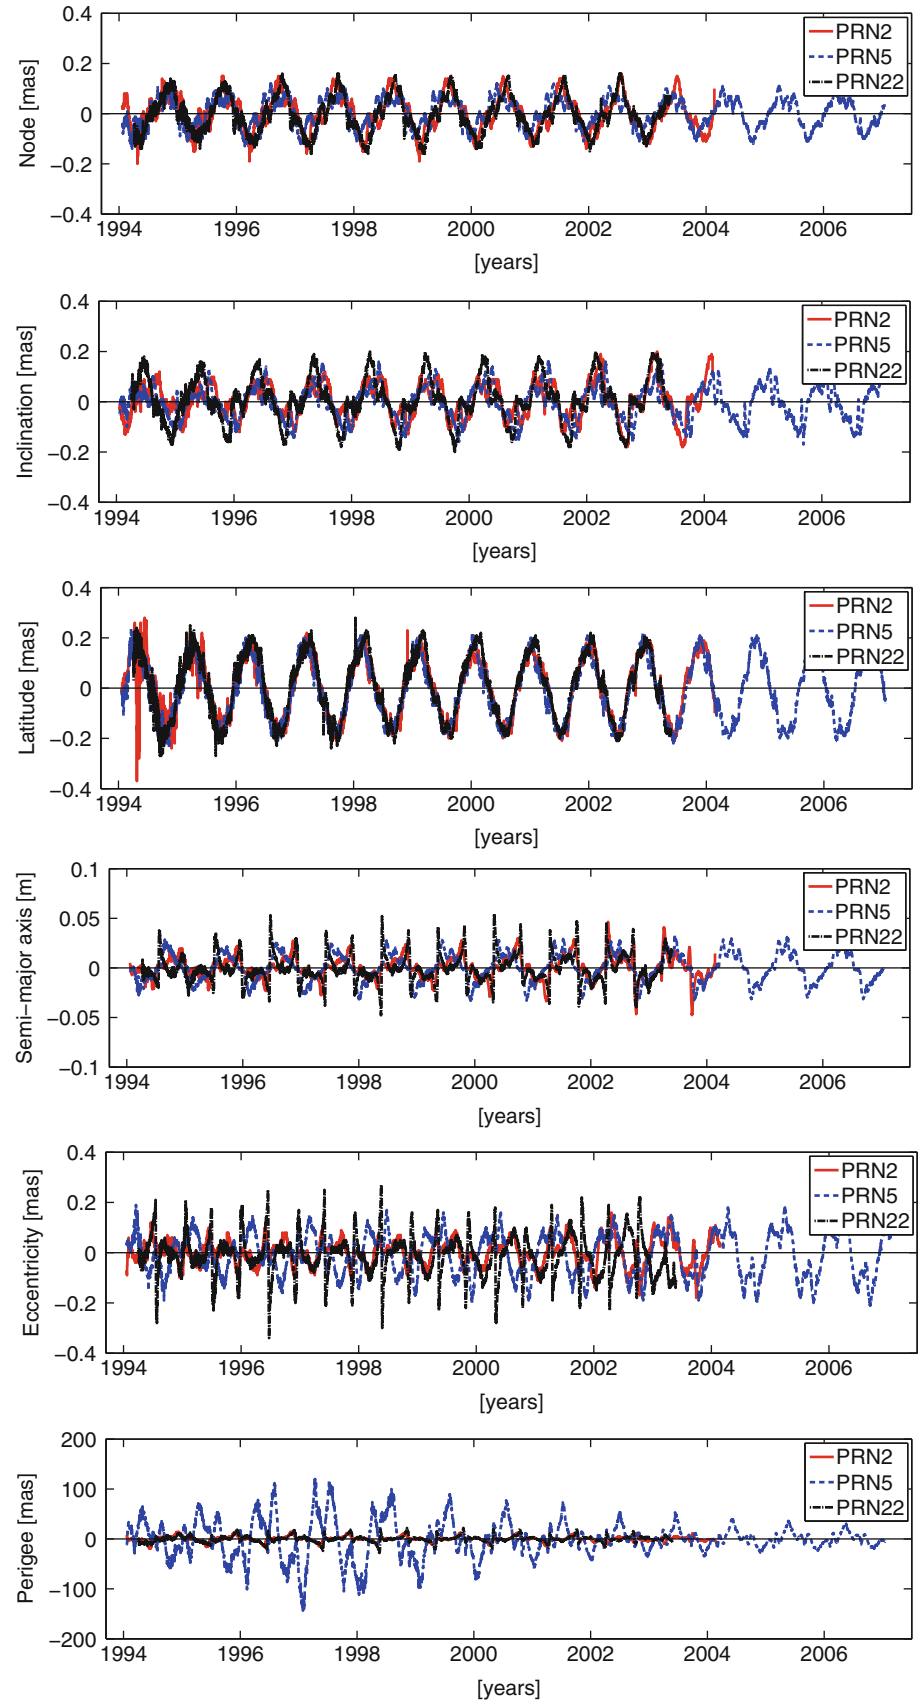 0.4
0.2
0
−0.2
−0.4
Node [mas]
PRN2
PRN5
PRN22
1994 1996 1998 2000 2002 2004 2006
[years]
0.4
0.2
0
−0.2
−0.4
Inclination [mas]
PRN2
PRN5
PRN22
1994 1996 1998 2000 2002 2004 2006
[years]
0.4
0.2
0
−0.2
−0.4
Latitude [mas]
PRN2
PRN5
PRN22
1994 1996 1998 2000 2002 2004 2006
[years]
0.1
0.05
0
−0.05
−0.1
Semi−major axis [m]
PRN2
PRN5
PRN22
1994 1996 1998 2000 2002 2004 2006
[years]
0.4
0.2
0
−0.2
−0.4
Eccentricity [mas]
PRN2
PRN5
PRN22
1994 1996 1998 2000 2002 2004 2006
[years]
200
100
0
−100
−200
Perigee [mas]
PRN2
PRN5
PRN22
1994 1996 1998 2000 2002 2004 2006
[years]